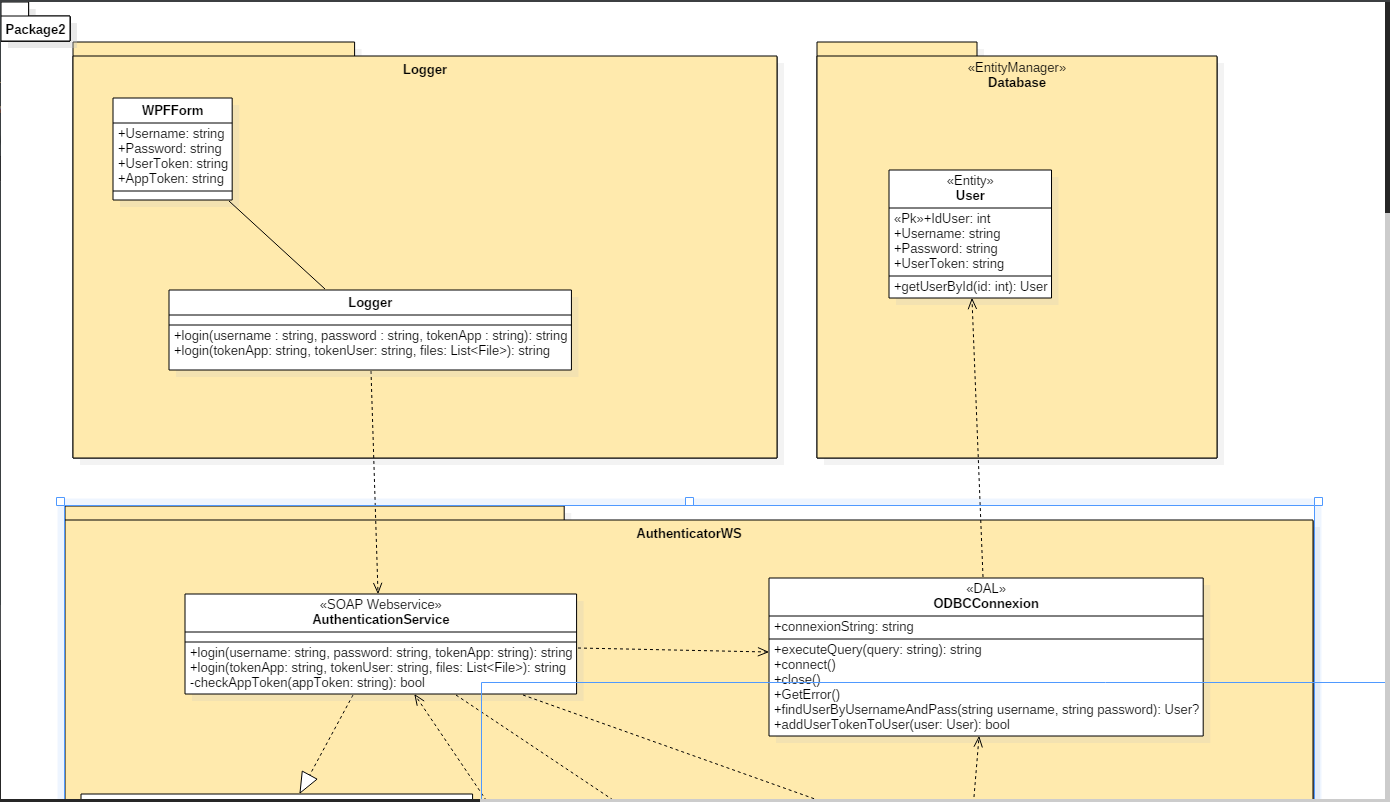 Package2
Logger
WPFForm
+Username: string
+Password: string
+UserToken: string
+AppToken: string
Logger
+login(username : string, password : string, tokenApp : string): string
+login(tokenApp: string, tokenUser: string, files: List<File>): string
«EntityManager»
Database
«Entity»
User
«Pk»+IdUser: int
+Username: string
+Password: string
+UserToken: string
+getUserById(id: int): User
AuthenticatorWS
«SOAP Webservice»
AuthenticationService
+login(username: string, password: string, tokenApp: string): string
+login(tokenApp: string, tokenUser: string, files: List<File>): string
-checkAppToken(appToken: string): bool
«DAL»
ODBCConnexion
+connexionString: string
+executeQuery(query: string): string
+connect()
+close()
+GetError()
+findUserByUsernameAndPass(string username, string password): User?
+addUserTokenToUser(user: User): bool